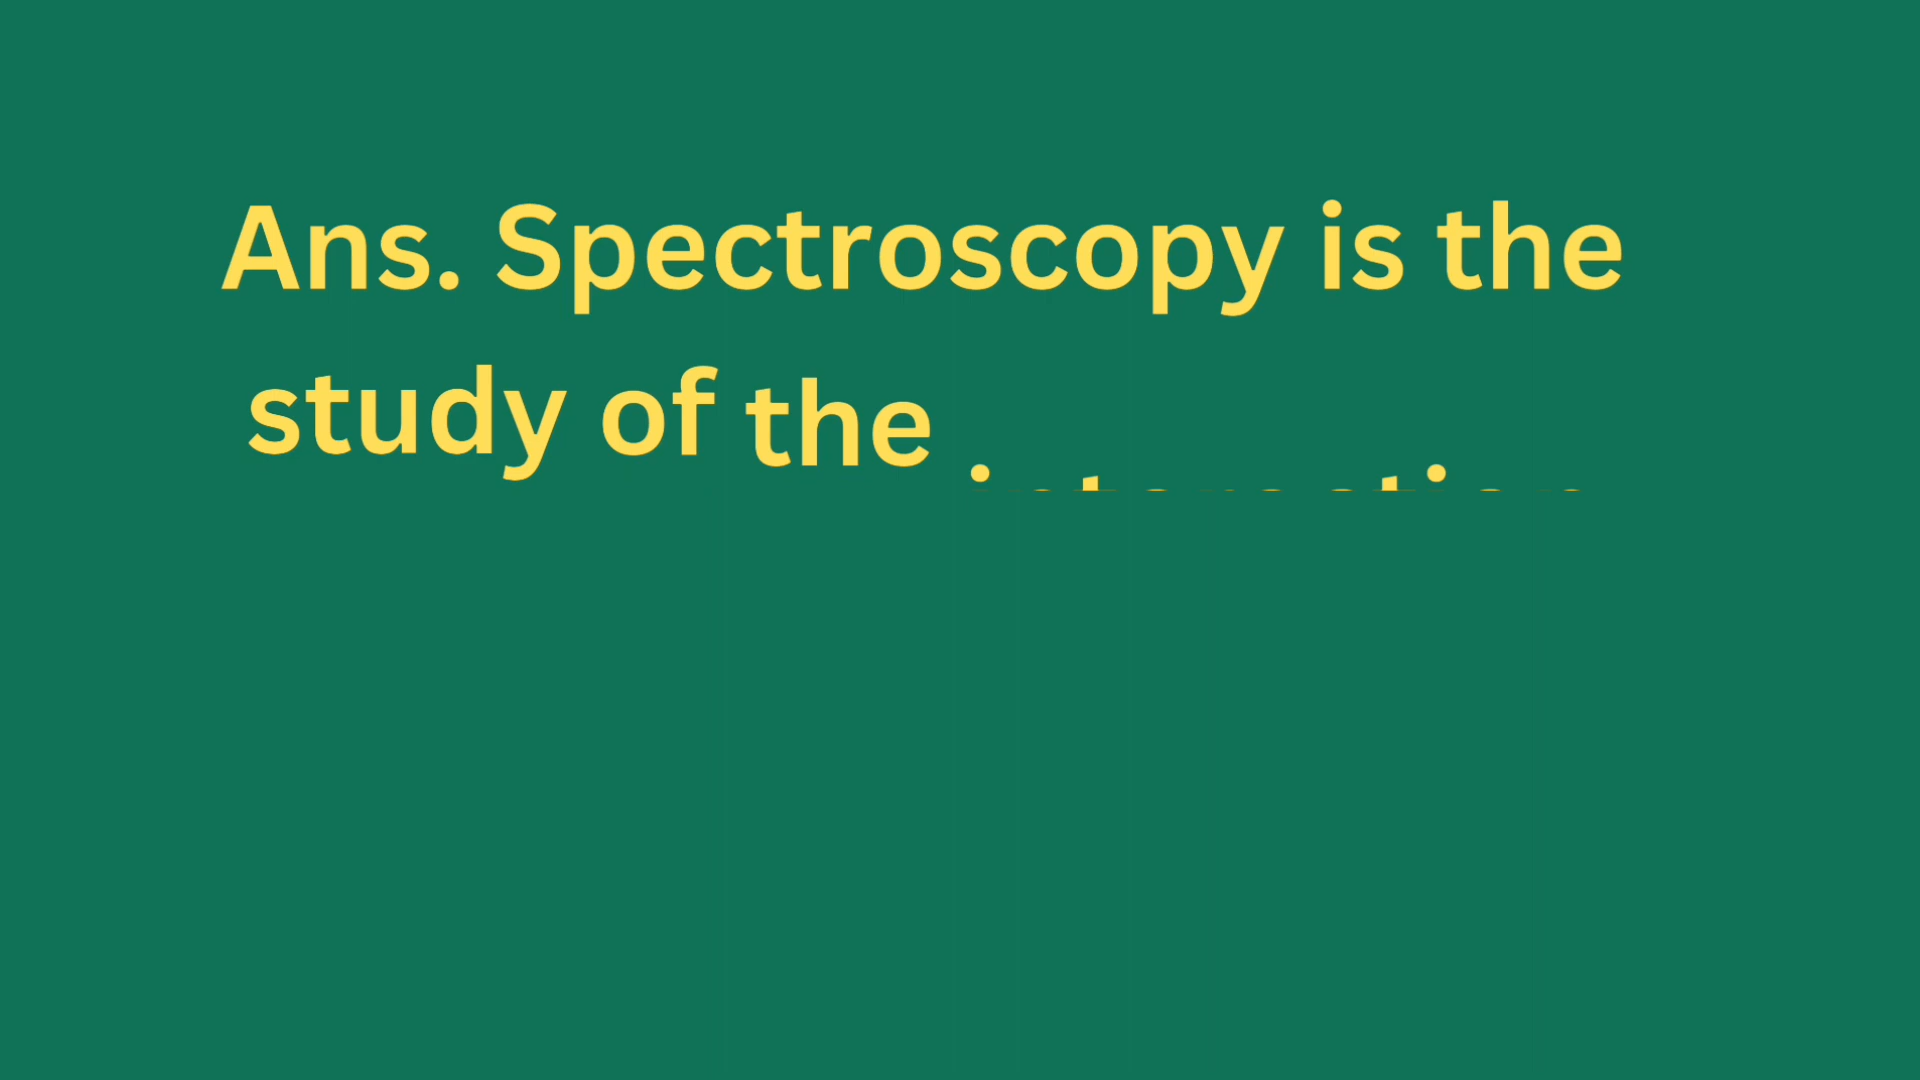 Ans. Spectroscopy is the
study of the